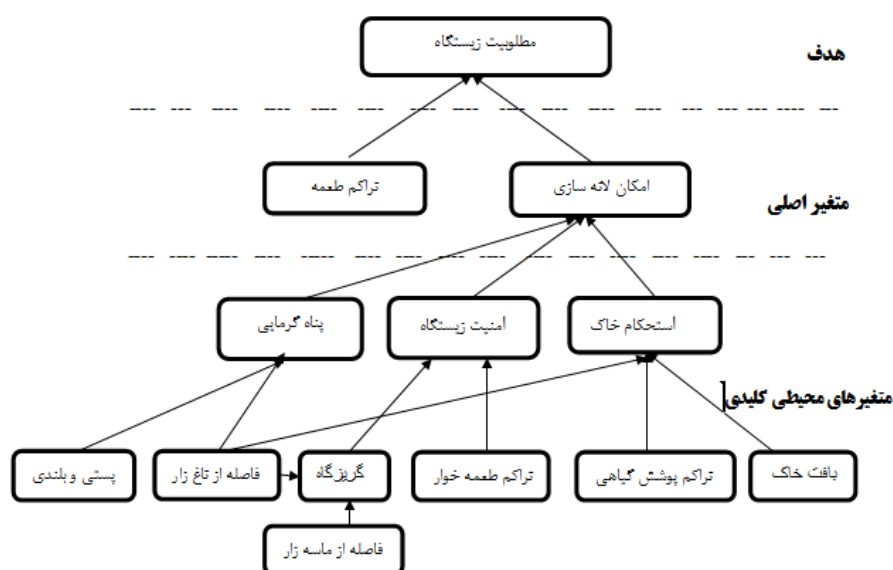 مطلوبیت زیستگاه
هدف
تراکم طعمه
امکان لانه سازی
متغیر اصلی
پناه گرمایی
امنیت زیستگاه
استحکام خاک
متغیرهای محیطی کلیدی[
پستی و بلندی
فاصله از تاغ زار
گریزگاه
تراکم طعمه خوار
تراکم پوشش گیاهی
بافت خاک
فاصله از ماسه زار